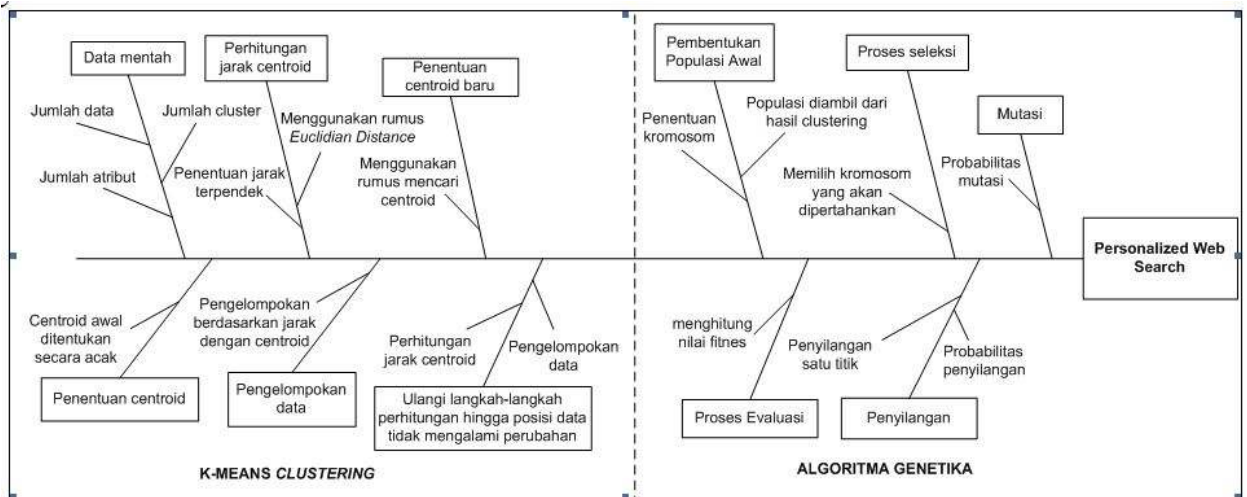 Data mentah
Jumlah data
Jumlah cluster
Jumlah atribut
Perhitungan
jarak centroid
Menggunakan rumus
Euclidian Distance
Penentuan jarak
terpendek
Penentuan
centroid baru
Menggunakan
rumus mencari
centroid
Centroid awal
ditentukan
secara acak
Penentuan centroid
Pengelompokan
berdasarkan jarak
dengan centroid
Pengelompokan
data
Perhitungan
jarak centroid
Pengelompokan
data
Ulangi langkah-langkah
perhitungan hingga posisi data
tidak mengalami perubahan
K-MEANS CLUSTERING
Pembentukan
Populasi Awal
Penentuan
kromosom
Populasi diambil dari
hasil clustering
Proses seleksi
Memilih kromosom
yang akan
dipertahankan
Mutasi
Probabilitas
mutasi
menghitung
nilai fitnes
Proses Evaluasi
Penyilangan
satu titik
Probabilitas
penyilangan
Penyilangan
ALGORITMA GENETIKA
Personalized Web
Search